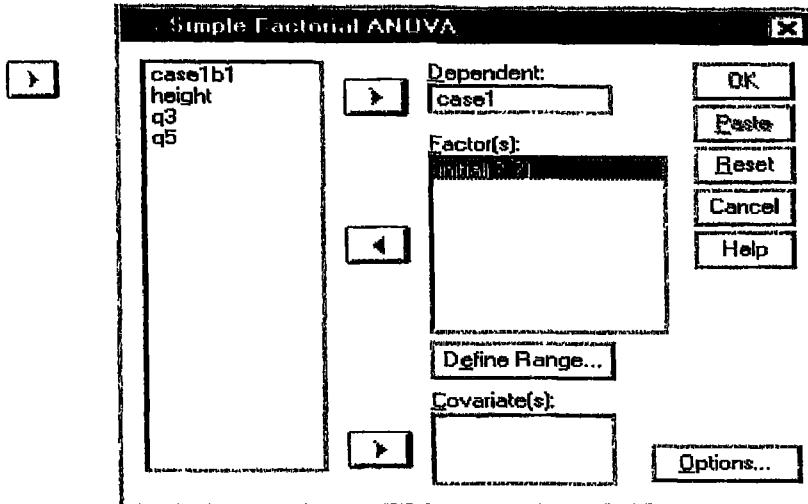 Simple Factorial ANOVA
case1b1
height
q3
q5
Dependent:
case1
Factor(s):
Define Range...
Covariate(s):
OK
Paste
Reset
Cancel
Help
Options...